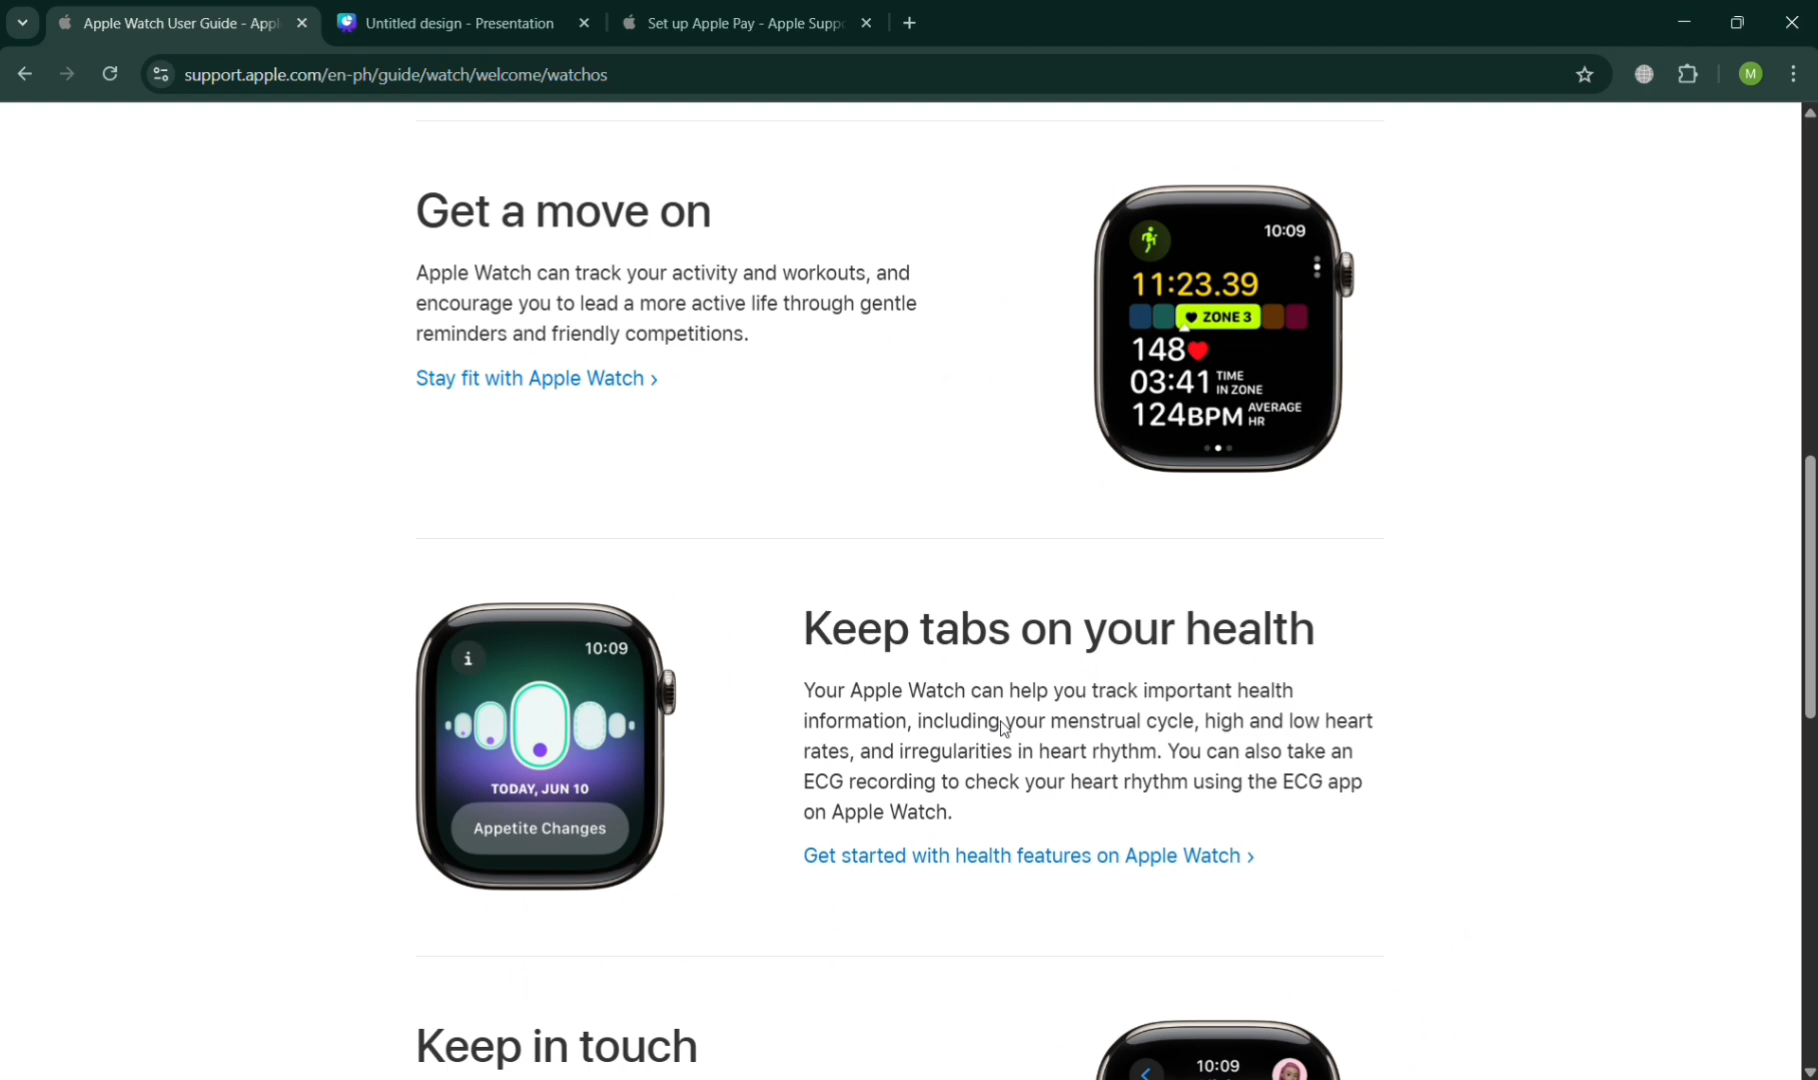 Apple Watch User Guide - Appl
Untitled design - Presentation
Set up Apple Pay - Apple Suppo
support.apple.com/en-ph/guide/watch/welcome/watchos
M
Get a move on
Apple Watch can track your activity and workouts, and
encourage you to lead a more active life through gentle
reminders and friendly competitions.
Stay fit with Apple Watch ›
10:09
11:23.39
ZONE 3
148
03:41 TIME
IN ZONE
124BPM AVERAGE
HR
i
10:09
TODAY, JUN 10
Appetite Changes
Keep tabs on your health
Your Apple Watch can help you track important health
information, including your menstrual cycle, high and low heart
rates, and irregularities in heart rhythm. You can also take an
ECG recording to check your heart rhythm using the ECG app
on Apple Watch.
Get started with health features on Apple Watch ›
Keep in touch
10:09